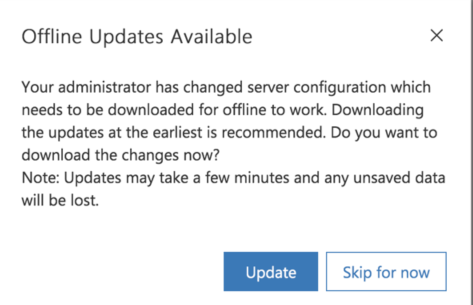 Offline Updates Available
Your administrator has changed server configuration which
needs to be downloaded for offline to work. Downloading
the updates at the earliest is recommended. Do you want to
download the changes now?
Note: Updates may take a few minutes and any unsaved data
will be lost.
Update
Skip for now